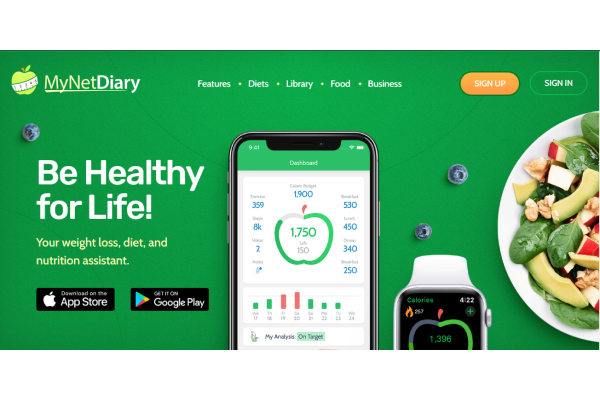 MyNetDiary
Features • Diets • Library • Food • Business
SIGN UP
SIGN IN
Be Healthy
for Life!
Your weight loss, diet, and
nutrition assistant.
Download on the
App Store
GET IT ON
Google Play
9:41
Dashboard
Calorie Budget
1,900
Exercise
359
Steps
8k
Water
2
Notes
Breakfast
530
Lunch
450
Dinner
340
Breakfast
250
1,750
Left
150
We Th Fr Sa Su Mo Tu We
17 18 19 20 21 22 23 24
My Analysis On Target
Calories 4:22
257
1,396